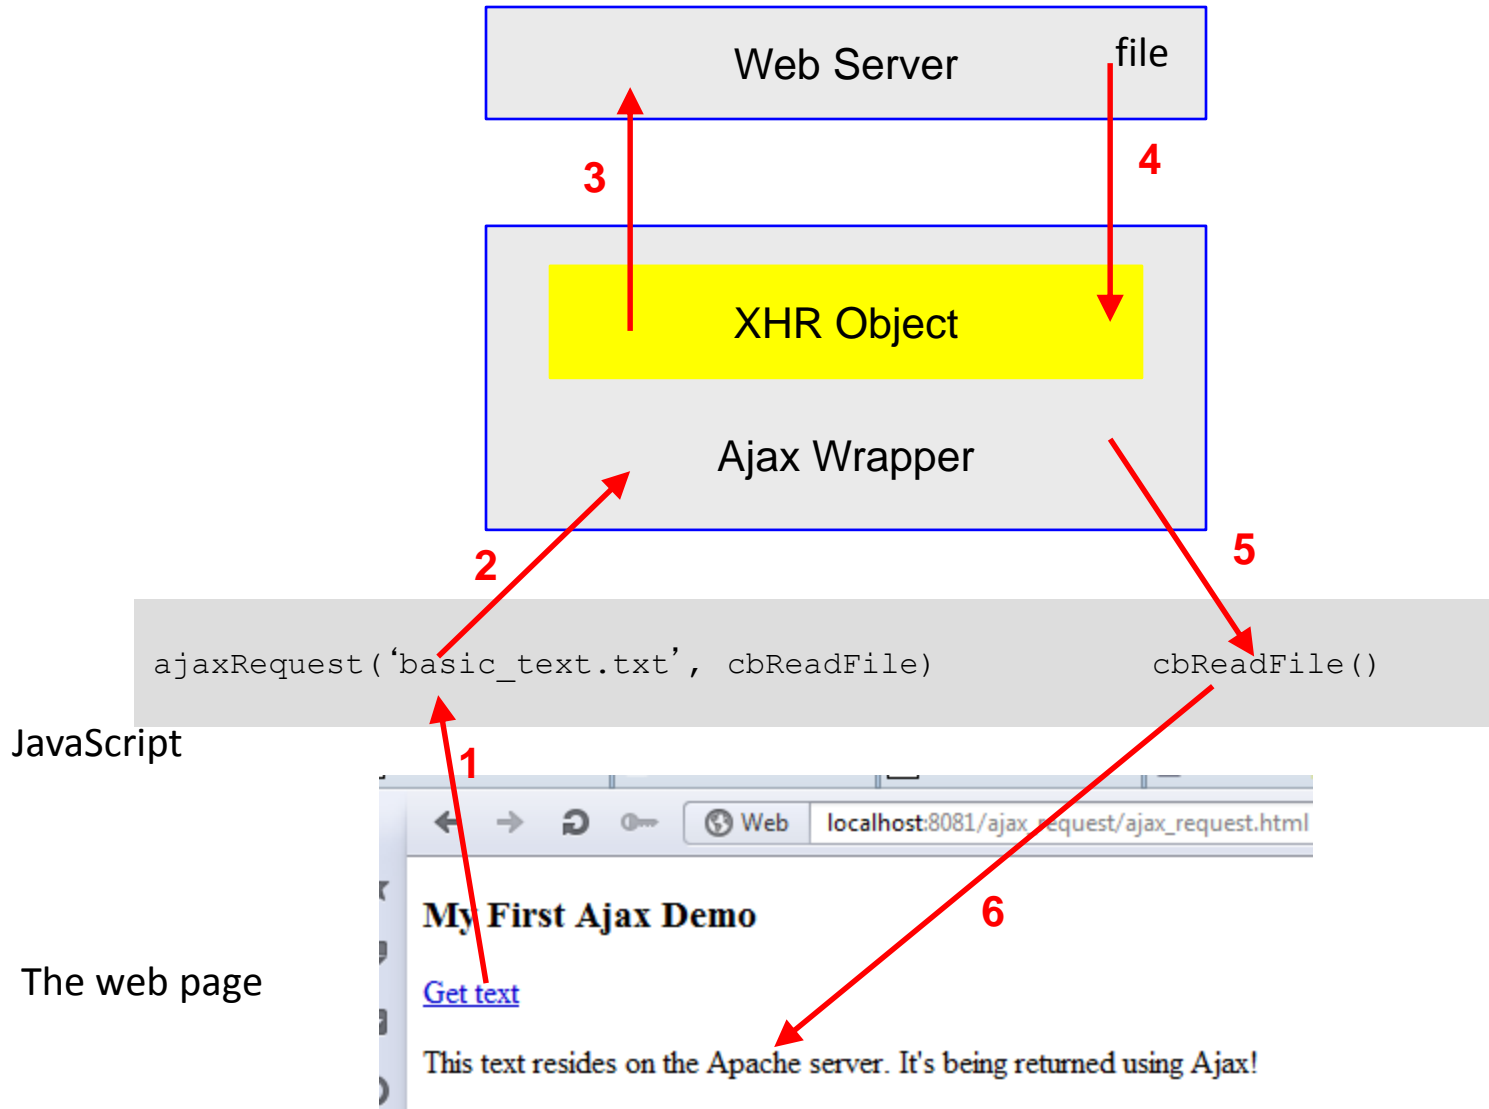 Web Server
file
3
4
XHR Object
Ajax Wrapper
2
5
ajaxRequest(‘basic_text.txt’, cbReadFile)
cbReadFile()
JavaScript
1
Web
localhost:8081/ajax_request/ajax_request.html
My First Ajax Demo
6
The web page
Get text
This text resides on the Apache server. It's being returned using Ajax!